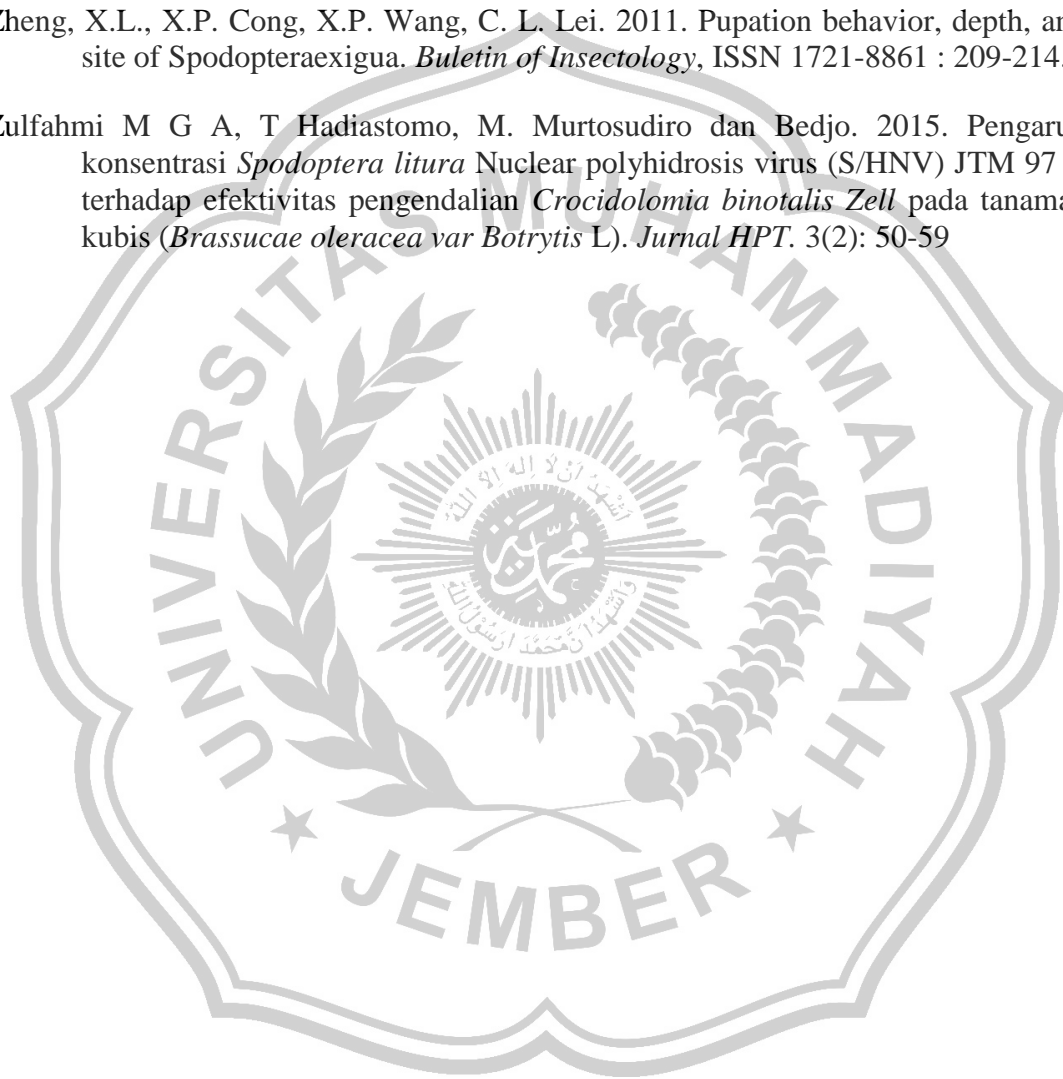 Zheng, X.L., X.P. Cong, X.P. Wang, C. L. Lei. 2011. Pupation behavior, depth, an
site of Spodopteraexigua. Buletin of Insectology, ISSN 1721-8861 : 209-214.
Zulfahmi M G A, T Hadiastomo, M. Murtosudiro dan Bedjo. 2015. Pengaru
konsentrasi Spodoptera litura Nuclear polyhidrosis virus (S/HNV) JTM 97
terhadap efektivitas pengendalian Crocidolomia binotalis Zell pada tanama
kubis (Brassucae oleracea var Botrytis L). Jurnal HPT. 3(2): 50-59
UNIVERSITAS MUHAMMADIYAH
JEMBER